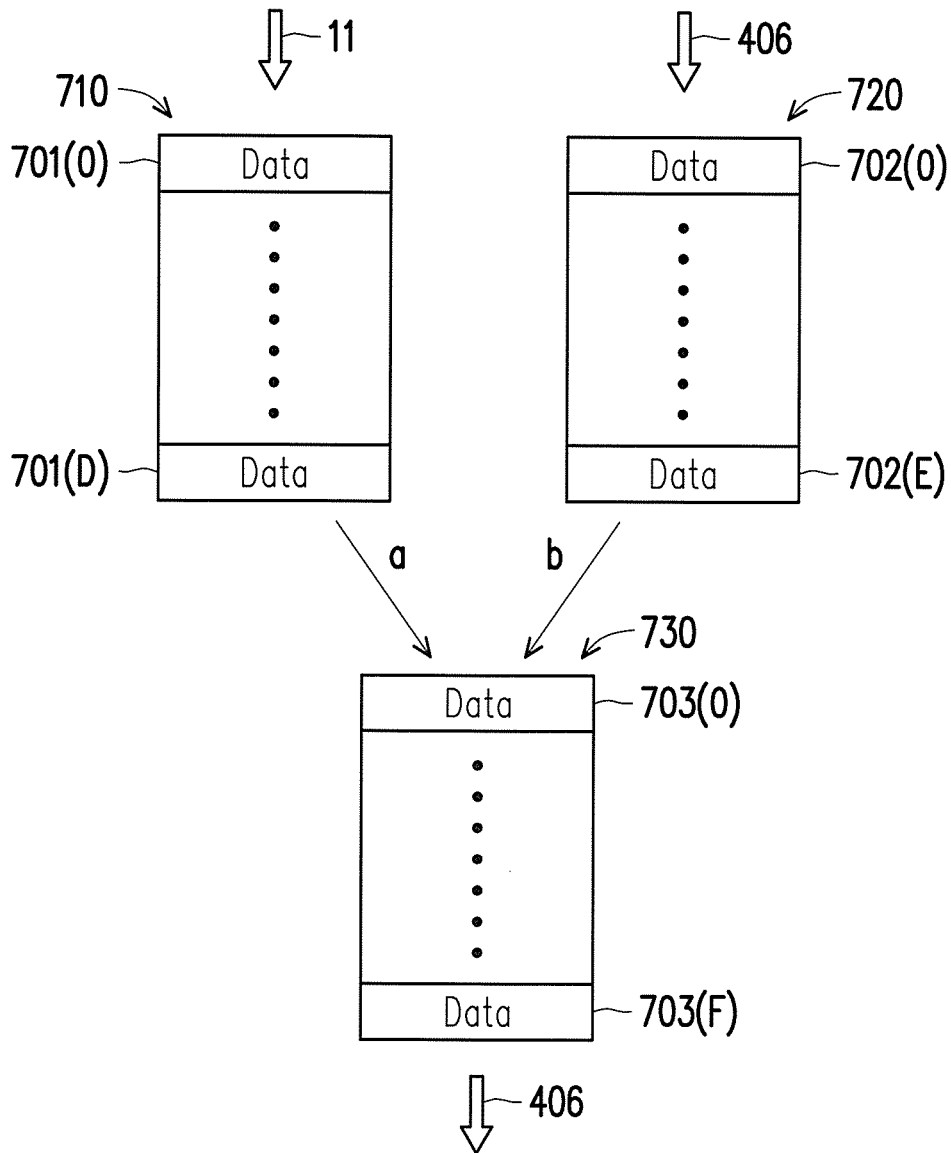 11
406
710
720
701(0)
Data
702(0)
701(D)
Data
Data
702(E)
Data
a
b
730
Data
703(0)
Data
703(F)
406